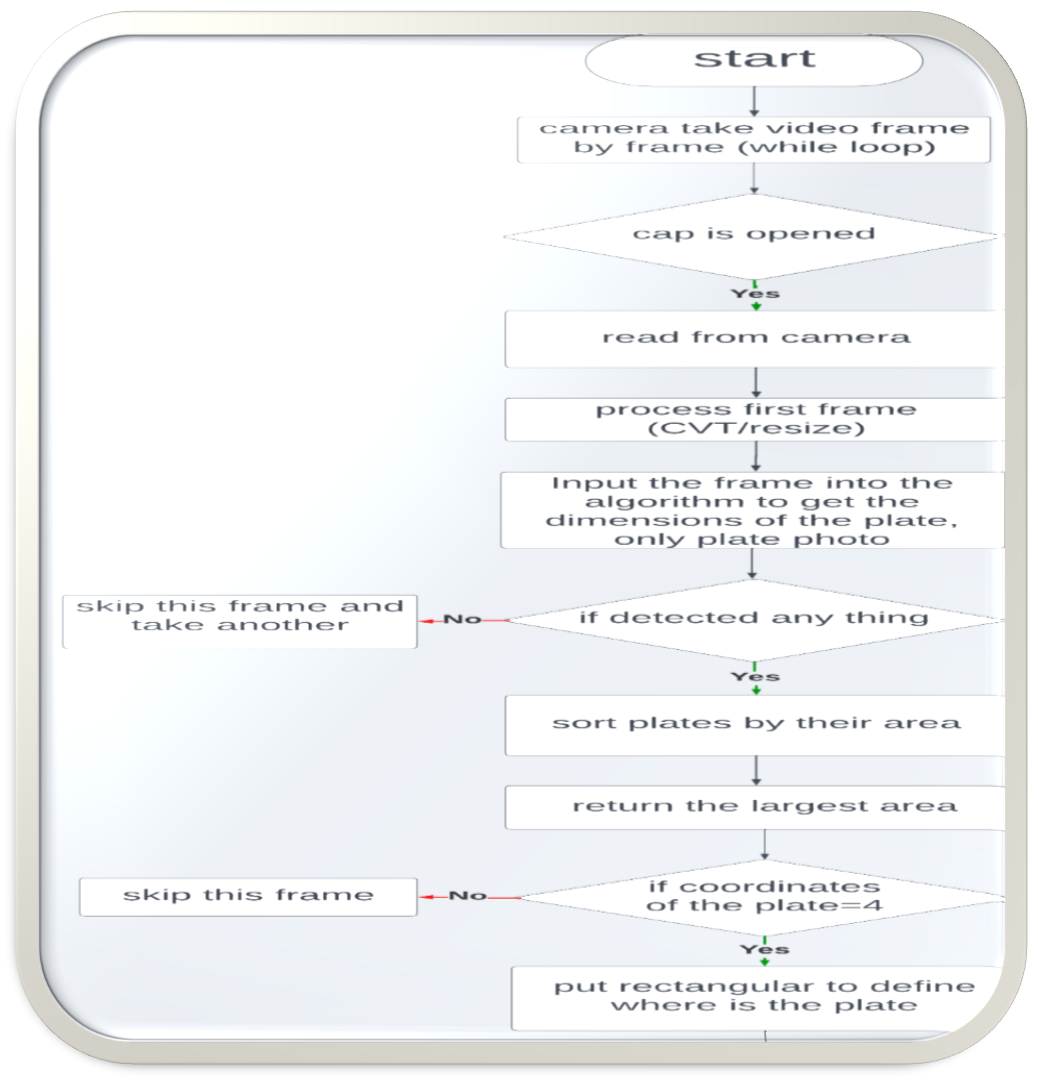 start
camera take video frame
by frame (while loop)
cap is opened
Yes
read from camera
process first frame
(CVT/resize)
Input the frame into the
algorithm to get the
dimensions of the plate,
only plate photo
if detected any thing
No
skip this frame and
take another
Yes
sort plates by their area
return the largest area
if coordinates
of the plate=4
No
skip this frame
Yes
put rectangular to define
where is the plate